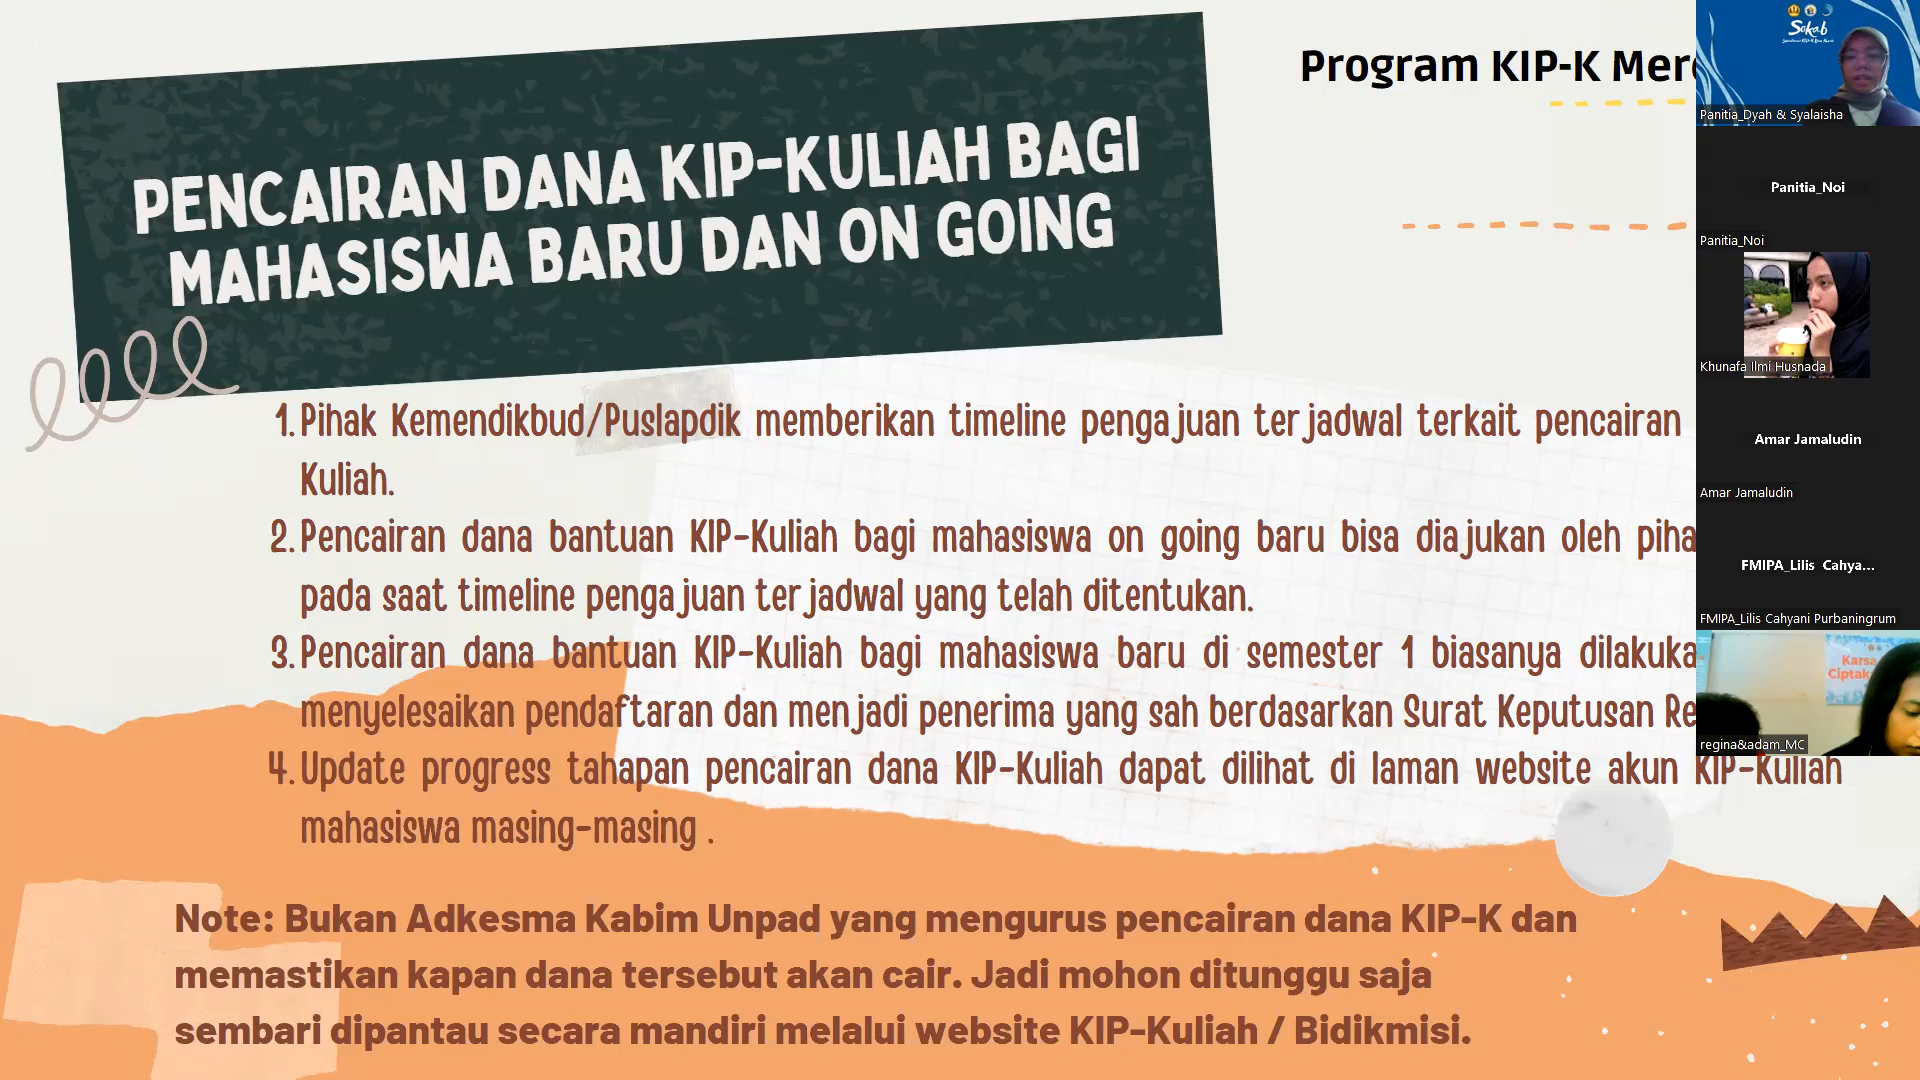 PENCAIRAN DANA KIP-KULIAH BAGI
MAHASISWA BARU DAN ON GOING
Program KIP-K
1. Pihak Kemendikbud/Puslapdik memberikan timeline pengajuan terjadwal terkait pencairan
Kuliah.
2. Pencairan dana bantuan KIP-Kuliah bagi mahasiswa on going baru bisa diajukan oleh
pada saat timeline pengajuan terjadwal yang telah ditentukan.
3. Pencairan dana bantuan KIP-Kuliah bagi mahasiswa baru di semester 1 biasanya
menyelesaikan pendaftaran dan menjadi penerima yang sah berdasarkan Surat Keputusan
4. Update progress tahapan pencairan dana KIP-Kuliah dapat dilihat di laman website akun KIP-Kuliah
mahasiswa masing-masing .
Note: Bukan Adkesma Kabim Unpad yang mengurus pencairan dana KIP-K dan
memastikan kapan dana tersebut akan cair. Jadi mohon ditunggu saja
sembari dipantau secara mandiri melalui website KIP-Kuliah / Bidikmisi.
Sokab
Panitia_Dyah & Syalaisha
Panitia_Noi
Panitia_Noi
Khunafa Ilmi Husnada
Amar Jamaludin
Amar Jamaludin
FMIPA_Lilis Cahya...
FMIPA_Lilis Cahyani Purbaningrum
Karsa
Ciptak
regina&adam_MC